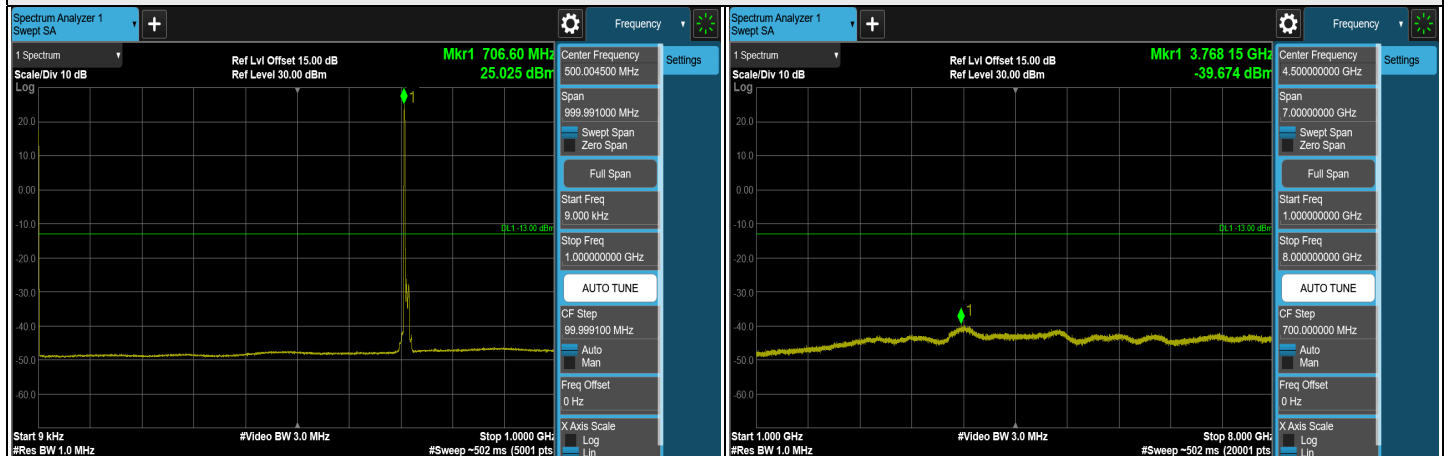 Spectrum Analyzer 1
Swept SA
+
Frequency
1 Spectrum
Scale/Div 10 dB
Log
Ref Lvl Offset 15.00 dB
Ref Level 30.00 dBm
Mkr1 706.60 MHz
25.025 dBm
1
20.0
10.0
0.00
-10.0
DL1 -13.00 dBm
-20.0
-30.0
-40.0
-50.0
-60.0
Start 9 kHz
#Res BW 1.0 MHz
#Video BW 3.0 MHz
Stop 1.0000 GHz
#Sweep ~502 ms (5001 pts
Center Frequency
500.004500 MHz
Span
999.991000 MHz
Swept Span
Zero Span
Full Span
Start Freq
9.000 kHz
Stop Freq
1.000000000 GHz
AUTO TUNE
CF Step
99.999100 MHz
Auto
Man
Freq Offset
0 Hz
X Axis Scale
Log
Lin
Settings
Spectrum Analyzer 1
Swept SA
+
Frequency
1 Spectrum
Scale/Div 10 dB
Log
Ref Lvl Offset 15.00 dB
Ref Level 30.00 dBm
Mkr1 3.768 15 GHz
-39.674 dBm
20.0
10.0
0.00
-10.0
DL1 -13.00 dBm
-20.0
-30.0
1
-40.0
-50.0
-60.0
Start 1.000 GHz
#Res BW 1.0 MHz
#Video BW 3.0 MHz
Stop 8.000 GHz
#Sweep ~502 ms (20001 pts
Center Frequency
4.500000000 GHz
Span
7.00000000 GHz
Swept Span
Zero Span
Full Span
Start Freq
1.000000000 GHz
Stop Freq
8.000000000 GHz
AUTO TUNE
CF Step
700.000000 MHz
Auto
Man
Freq Offset
0 Hz
X Axis Scale
Log
Lin
Settings